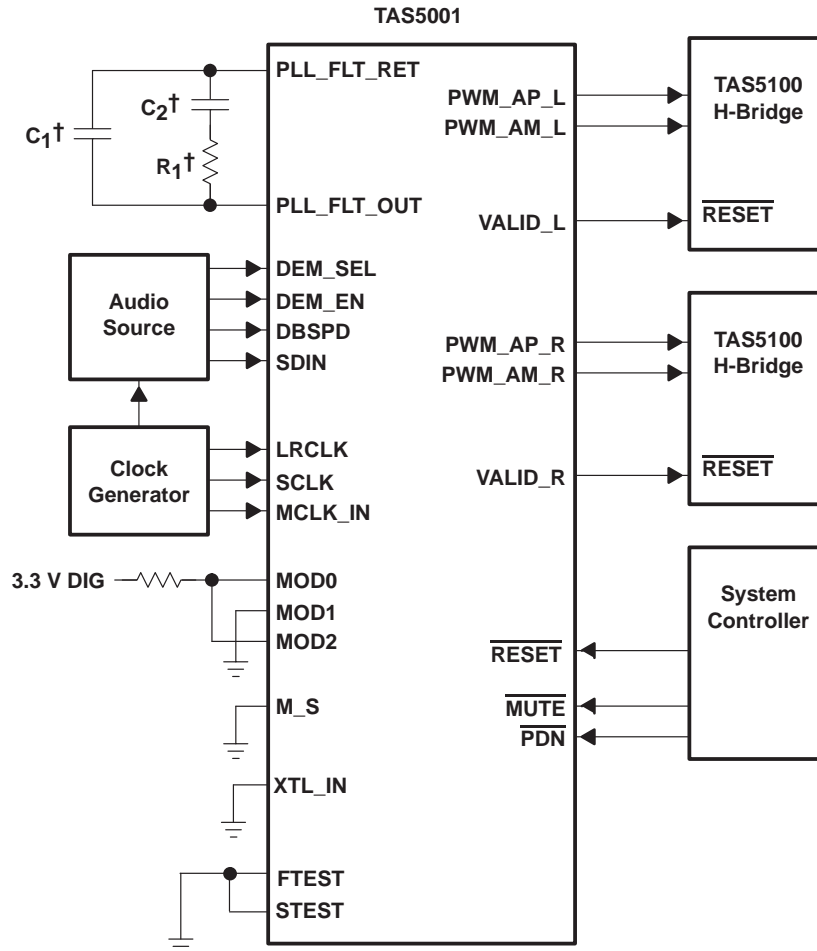 TAS5001
PLL_FLT_RET
C2†
C1†
R1†
PLL_FLT_OUT
Audio
Source
DEM_SEL
DEM_EN
DBSPD
SDIN
Clock
Generator
LRCLK
SCLK
MCLK_IN
3.3 V DIG
MOD0
MOD1
MOD2
M_S
XTL_IN
FTEST
STEST
PWM_AP_L
PWM_AM_L
VALID_L
TAS5100
H-Bridge
RESET
PWM_AP_R
PWM_AM_R
VALID_R
TAS5100
H-Bridge
RESET
System
Controller
RESET
MUTE
PDN